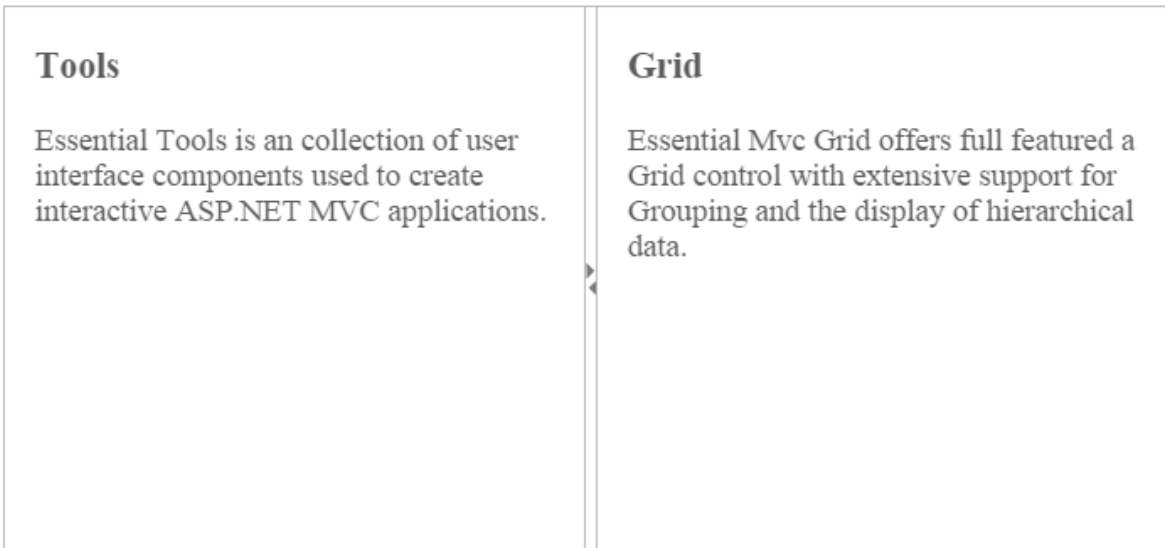 Tools
Essential Tools is an collection of user
interface components used to create
interactive ASP.NET MVC applications.
Grid
Essential Mvc Grid offers full featured a
Grid control with extensive support for
Grouping and the display of hierarchical
data.